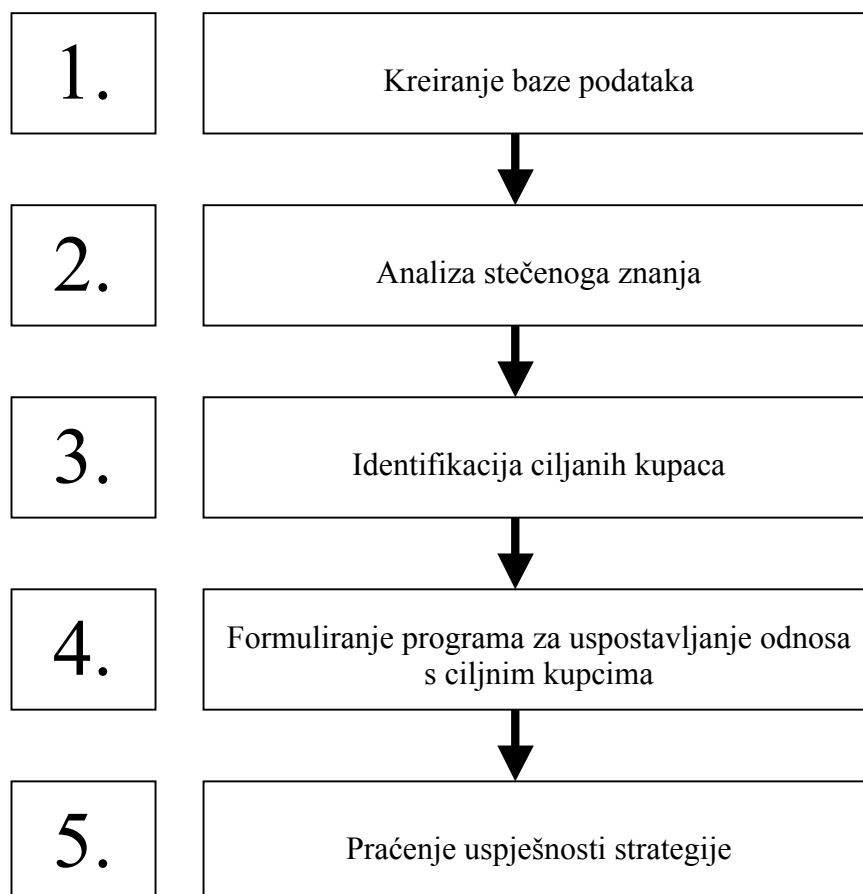 1.
Kreiranje baze podataka
2.
Analiza stečenoga znanja
3.
Identifikacija ciljanih kupaca
4.
Formuliranje programa za uspostavljanje odnosa
s ciljnim kupcima
5.
Praćenje uspješnosti strategije